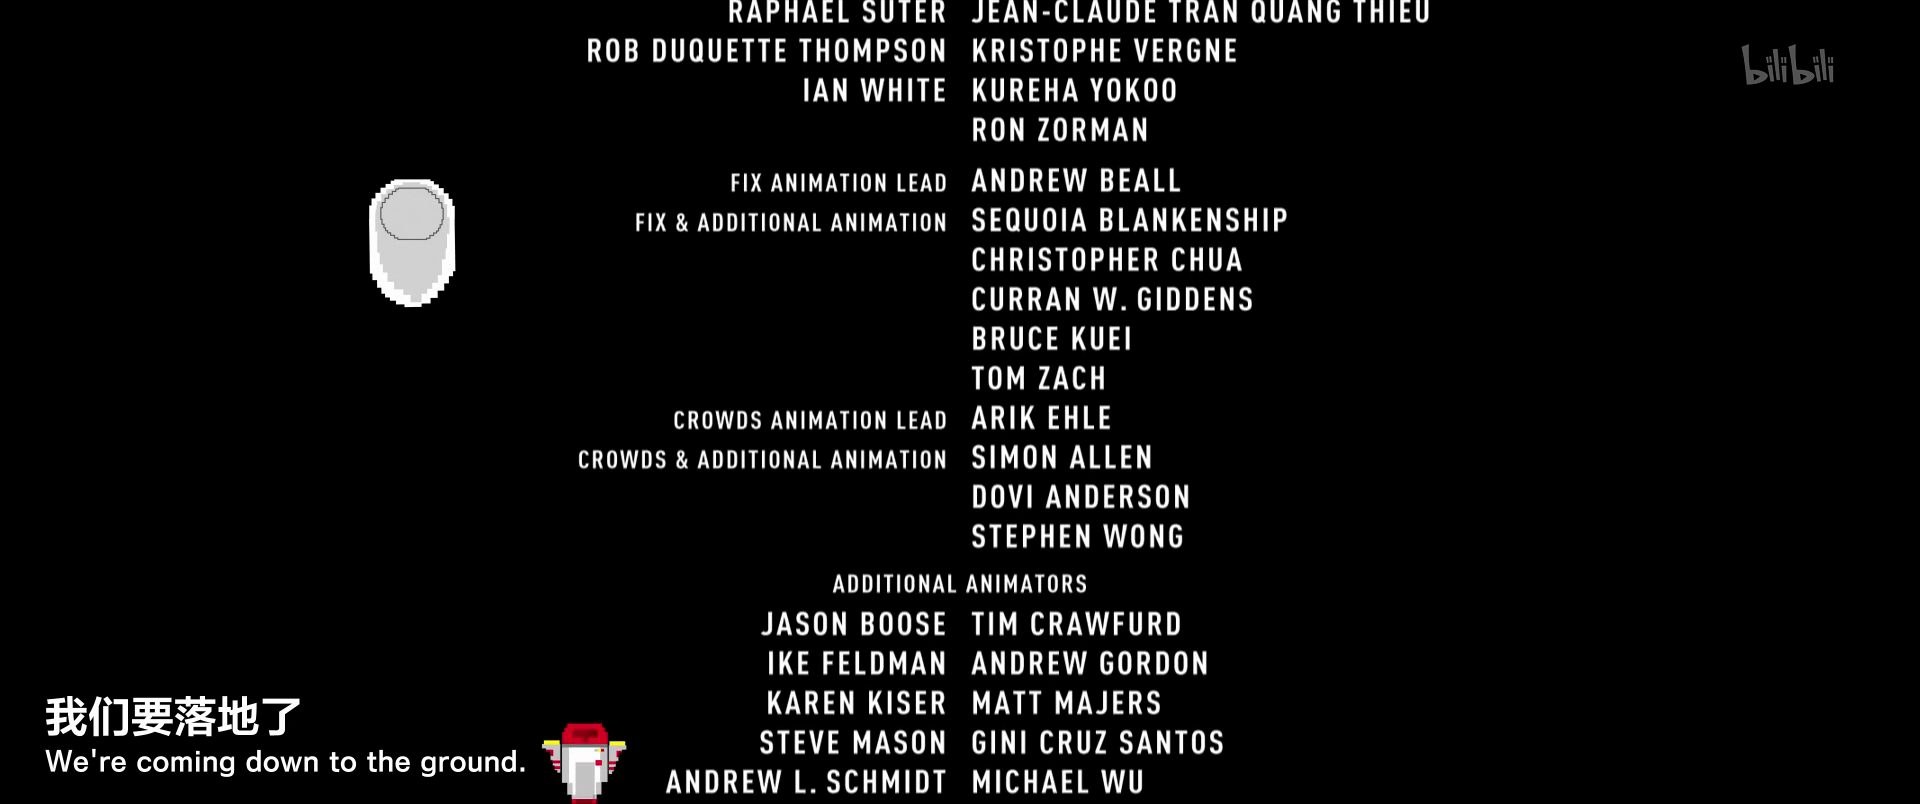 RAPHAEL SUTER JEAN-CLAUDE TRAN QUANG THIEU
ROB DUQUETTE THOMPSON KRISTOPHE VERGNE
IAN WHITE KUREHA YOKOO
RON ZORMAN
bilibili
FIX ANIMATION LEAD ANDREW BEALL
FIX & ADDITIONAL ANIMATION SEQUOIA BLANKENSHIP
CHRISTOPHER CHUA
CURRAN W. GIDDENS
BRUCE KUEI
TOM ZACH
CROWDS ANIMATION LEAD ARIK EHLE
CROWDS & ADDITIONAL ANIMATION SIMON ALLEN
DOVI ANDERSON
STEPHEN WONG
ADDITIONAL ANIMATORS
JASON BOOSE TIM CRAWFURD
IKE FELDMAN ANDREW GORDON
KAREN KISER MATT MAJERS
STEVE MASON GINI CRUZ SANTOS
ANDREW L. SCHMIDT MICHAEL WU
我们要落地了
We're coming down to the ground.